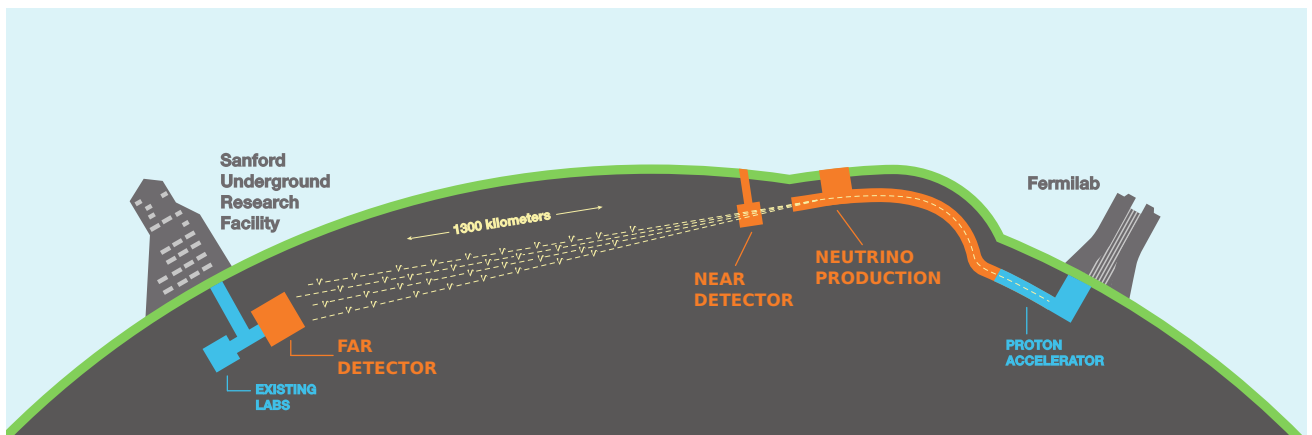 Sanford
Underground
Research
Facility
Fermilab
1300 kilometers
NEAR
DETECTOR
NEUTRINO
PRODUCTION
FAR
DETECTOR
PROTON
ACCELERATOR
EXISTING
LABS